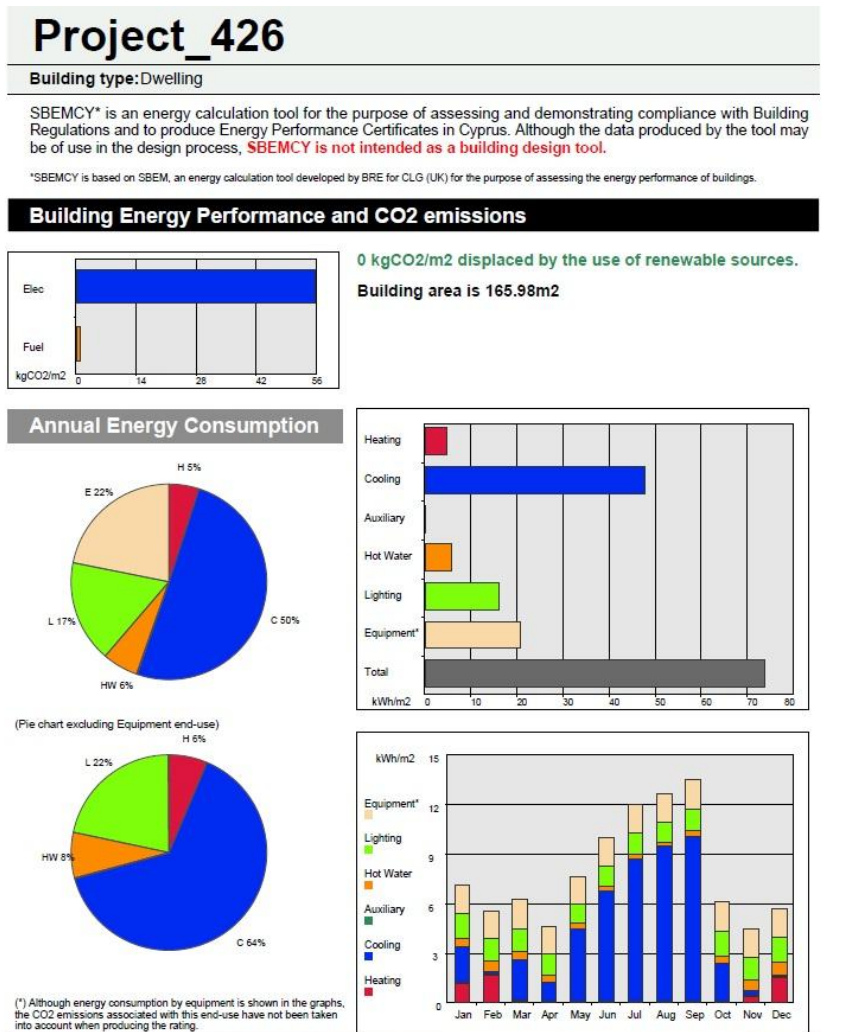 Project_426
Building type:Dwelling
SBEMCY* is an energy calculation tool for the purpose of assessing and demonstrating compliance with Building
Regulations and to produce Energy Performance Certificates in Cyprus. Although the data produced by the tool may
be of use in the design process, SBEMCY is not intended as a building design tool.
*SBEMCY is based on SBEM, an energy calculation tool developed by BRE for CLG (UK) for the purpose of assessing the energy performance of buildings.
Building Energy Performance and CO2 emissions
Elec
Fuel
kgCO2/m2 0 14 28 42 56
0 kgCO2/m2 displaced by the use of renewable sources.
Building area is 165.98m2
Annual Energy Consumption
H 5%
E 22%
L 17%
C 50%
HW 6%
(Pie chart excluding Equipment end-use)
H 6%
L 22%
HW 8%
C 64%
(*) Although energy consumption by equipment is shown in the graphs,
the CO2 emissions associated with this end-use have not been taken
into account when producing the rating.
Heating
Cooling
Auxiliary
Hot Water
Lighting
Equipment*
Total
kWh/m2 0 10 20 30 40 50 60 70 80
kWh/m2 15
Equipment* 12
Lighting
9
Hot Water
Auxiliary 6
Cooling
3
Heating
0
Jan Feb Mar Apr May Jun Jul Aug Sep Oct Nov Dec